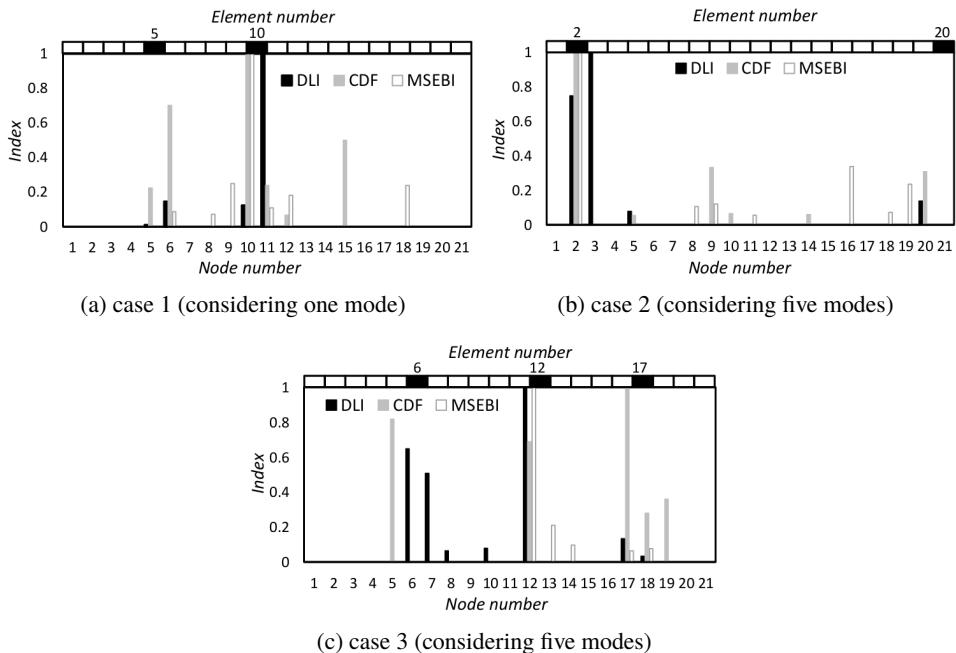 Element number
5 10
1
0.8
0.6
0.4
0.2
0
Index
DLI CDF MSEBI
1 2 3 4 5 6 7 8 9 10 11 12 13 14 15 16 17 18 19 20 21
Node number
(a) case 1 (considering one mode)
Element number
2 20
1
0.8
0.6
0.4
0.2
0
Index
DLI CDF MSEBI
1 2 3 4 5 6 7 8 9 10 11 12 13 14 15 16 17 18 19 20 21
Node number
(b) case 2 (considering five modes)
Element number
6 12 17
1
0.8
0.6
0.4
0.2
0
Index
DLI CDF MSEBI
1 2 3 4 5 6 7 8 9 10 11 12 13 14 15 16 17 18 19 20 21
Node number
(c) case 3 (considering five modes)